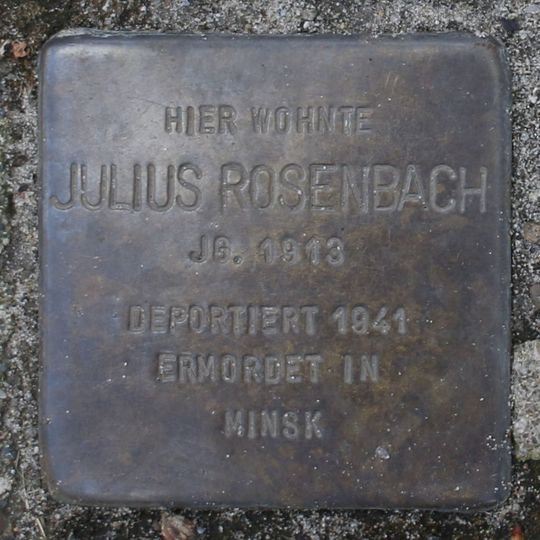 HIER WOHNTE
JULIUS ROSENBACH
JG. 1913
DEPORTIERT 1941
ERMORDET IN
MINSK